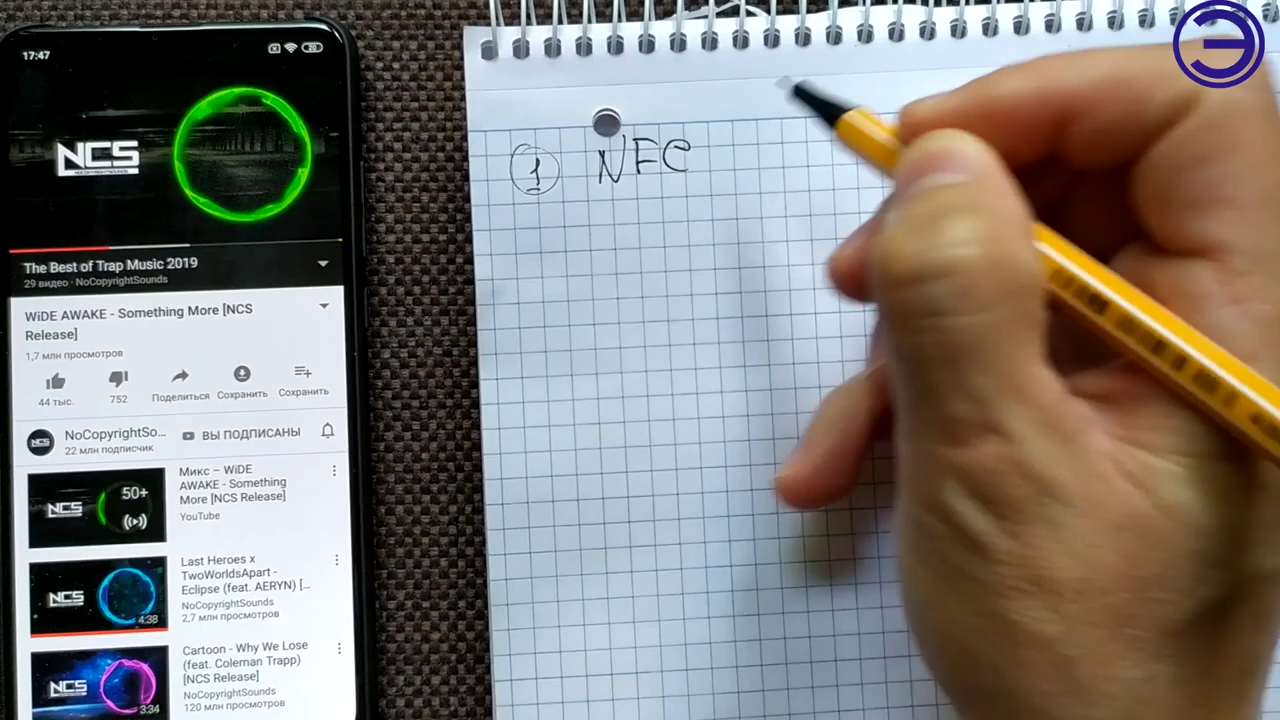 17:47
20
NCS
NOCOPYRIGHTSOUNDS
The Best of Trap Music 2019
29 видео · NoCopyrightSounds
WiDE AWAKE - Something More [NCS
Release]
1,7 млн просмотров
44 тыс.
752
Поделиться
Сохранить
Сохранить
NCS
NoCopyrightSo...
ВЫ ПОДПИСАНЫ
22 млн подписчик
NCS
50+
Микс – WiDE
AWAKE - Something
More [NCS Release]
YouTube
NCS
4:38
Last Heroes x
TwoWorldsApart -
Eclipse (feat. AERYN) [...
NoCopyrightSounds
2,7 млн просмотров
NCS
3:34
Cartoon - Why We Lose
(feat. Coleman Trapp)
[NCS Release]
NoCopyrightSounds
120 млн просмотров
1 NFC
Э